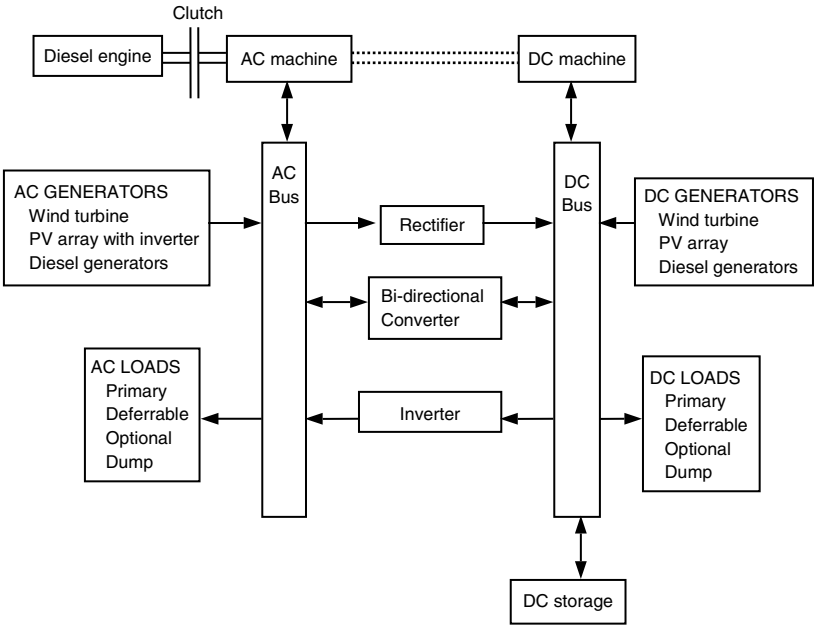 Clutch
Diesel engine
AC machine
DC machine
AC
Bus
DC
Bus
AC GENERATORS
Wind turbine
PV array with inverter
Diesel generators
Rectifier
DC GENERATORS
Wind turbine
PV array
Diesel generators
Bi-directional
Converter
AC LOADS
Primary
Deferrable
Optional
Dump
Inverter
DC LOADS
Primary
Deferrable
Optional
Dump
DC storage